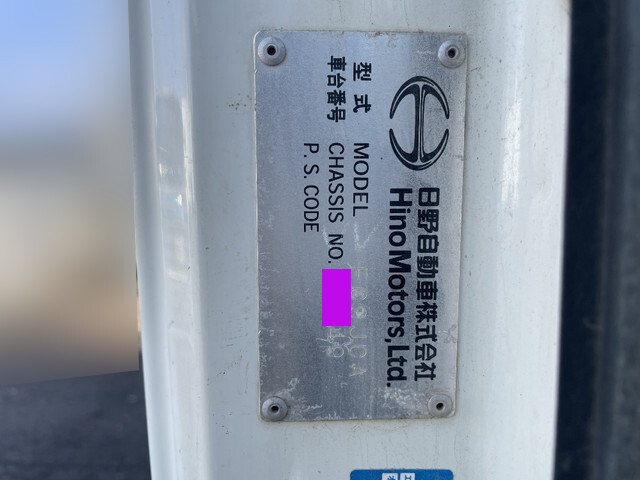 日野自動車株式会社
Hino Motors, Ltd.
型式 MODEL
車台番号 CHASSIS NO.
P. S. CODE